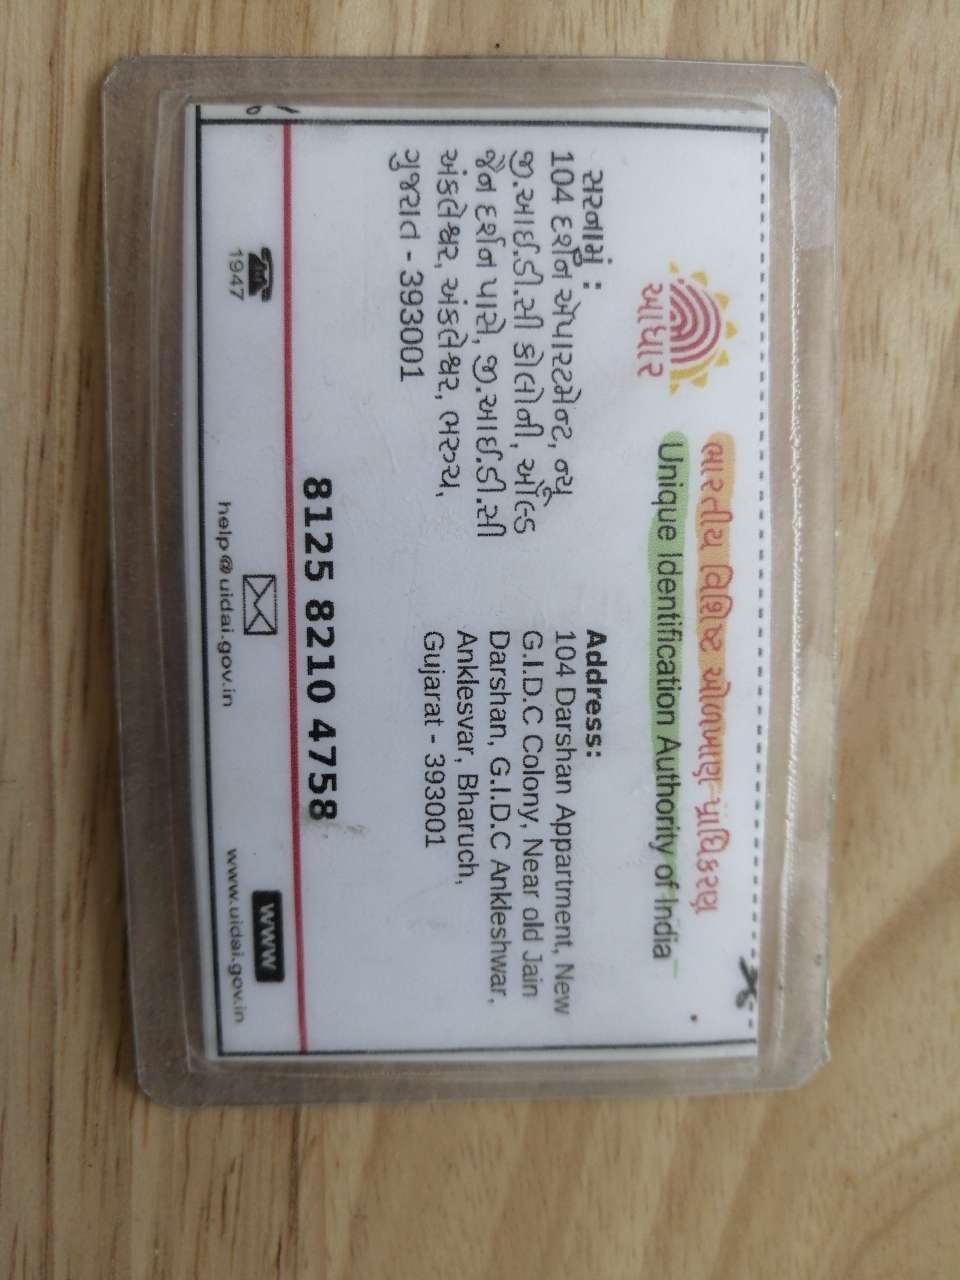 આધાર
ભારતીય વિશિષ્ટ ઓળખાણ પ્રાધિકરણ
Unique Identification Authority of India
સરનામું :
104 દર્શન એપારટમેન્ટ, ન્યુ
જી.આઈ.ડી.સી કોલોની, ઓલ્ડ
જૈન દર્શન પાસે, જી.આઈ.ડી.સી
અંકલેશ્વર, અંકલેશ્વર, ભરુચ,
ગુજરાત - 393001
Address:
104 Darshan Appartment, New
G.I.D.C Colony, Near old Jain
Darshan, G.I.D.C Ankleshwar,
Anklesvar, Bharuch,
Gujarat - 393001
8125 8210 4758
1947
help@uidai.gov.in
www
www.uidai.gov.in